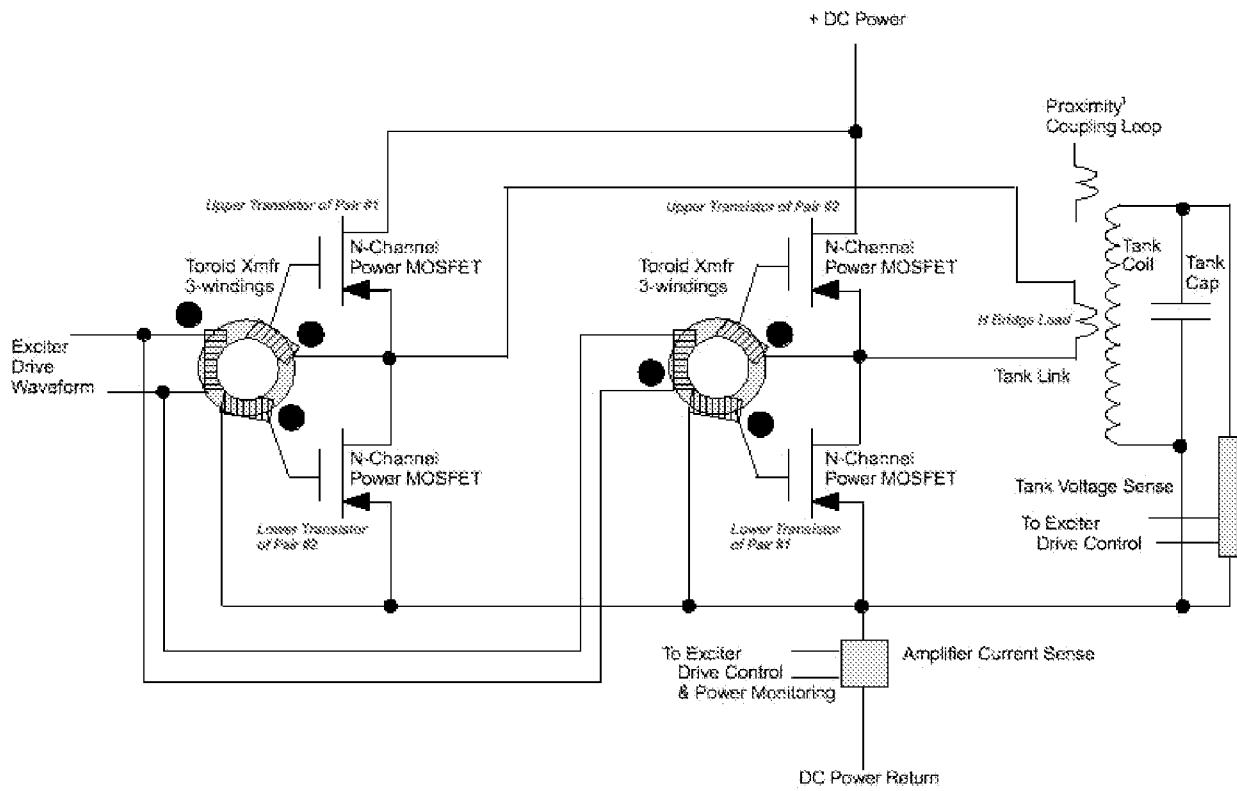 + DC Power
Proximity¹
Coupling Loop
Upper Transistor of Pair #1
Upper Transistor of Pair #2
N-Channel
Power MOSFET
Toroid Xmfr
3-windings
N-Channel
Power MOSFET
Toroid Xmfr
3-windings
Tank
Coil
Tank
Cap
H Bridge Load
Exciter
Drive
Waveform
Tank Link
N-Channel
Power MOSFET
N-Channel
Power MOSFET
Lower Transistor
of Pair #2
Lower Transistor
of Pair #1
Tank Voltage Sense
To Exciter
Drive Control
To Exciter
Drive Control
& Power Monitoring
Amplifier Current Sense
DC Power Return